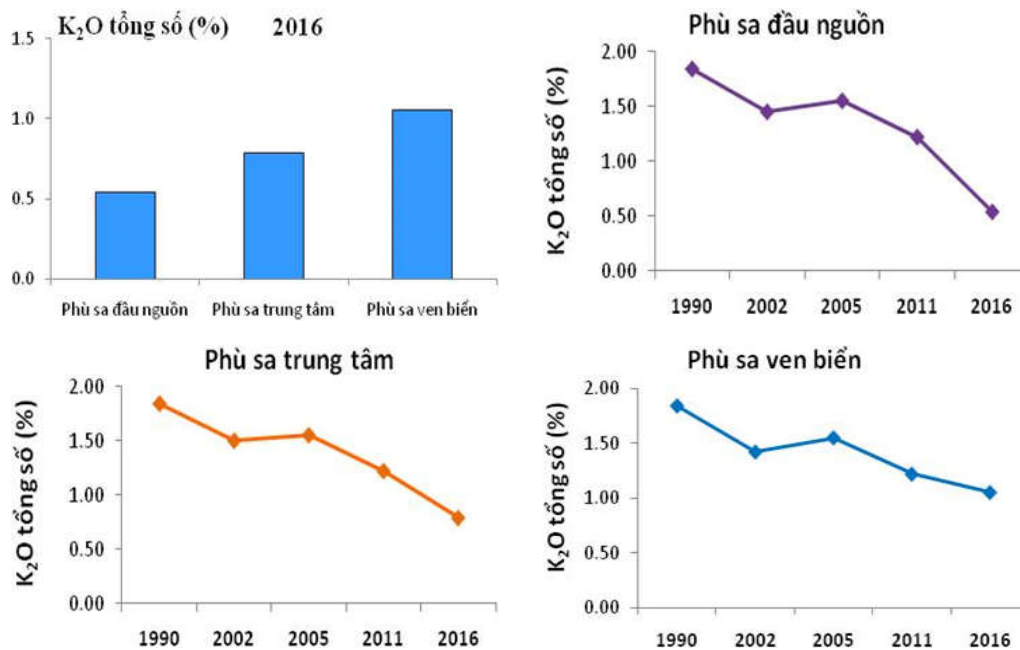 K₂O tổng số (%) 2016
1.5
1.0
0.5
0.0
Phù sa đầu nguồn Phù sa trung tâm Phù sa ven biển
Phù sa đầu nguồn
K₂O tổng số (%)
2.00
1.50
1.00
0.50
0.00
1990 2002 2005 2011 2016
Phù sa trung tâm
K₂O tổng số (%)
2.00
1.50
1.00
0.50
0.00
1990 2002 2005 2011 2016
Phù sa ven biển
K₂O tổng số (%)
2.00
1.50
1.00
0.50
0.00
1990 2002 2005 2011 2016